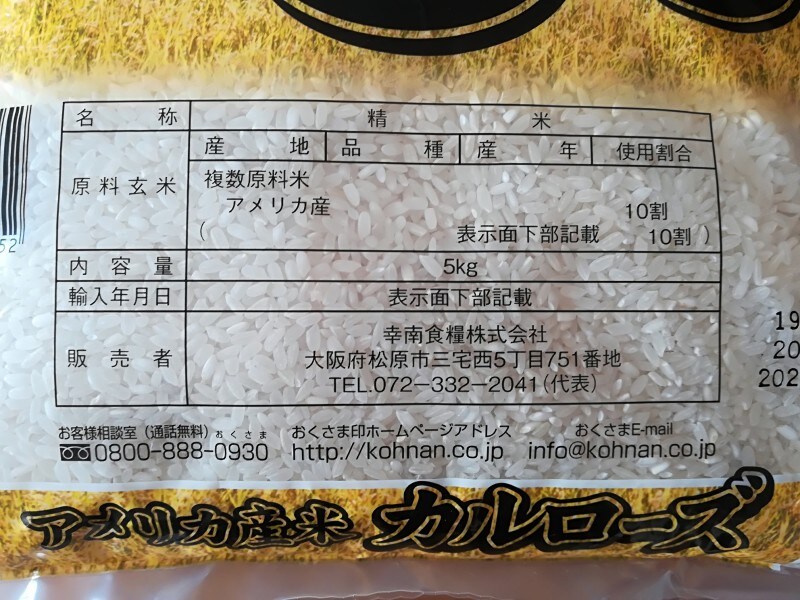 名称 精米
産地 品種 産年 使用割合
原料玄米 複数原料米
アメリカ産 10割
( 表示面下部記載 10割 )
内容量 5kg
輸入年月日 表示面下部記載
幸南食糧株式会社
販売者 大阪府松原市三宅西5丁目751番地
TEL.072-332-2041(代表)
19
20
202
52
お客様相談室(通話無料) おくさま おくさま印ホームページアドレス おくさまE-mail
0800-888-0930 http://kohnan.co.jp info@kohnan.co.jp
アメリカ産米 カルローズ